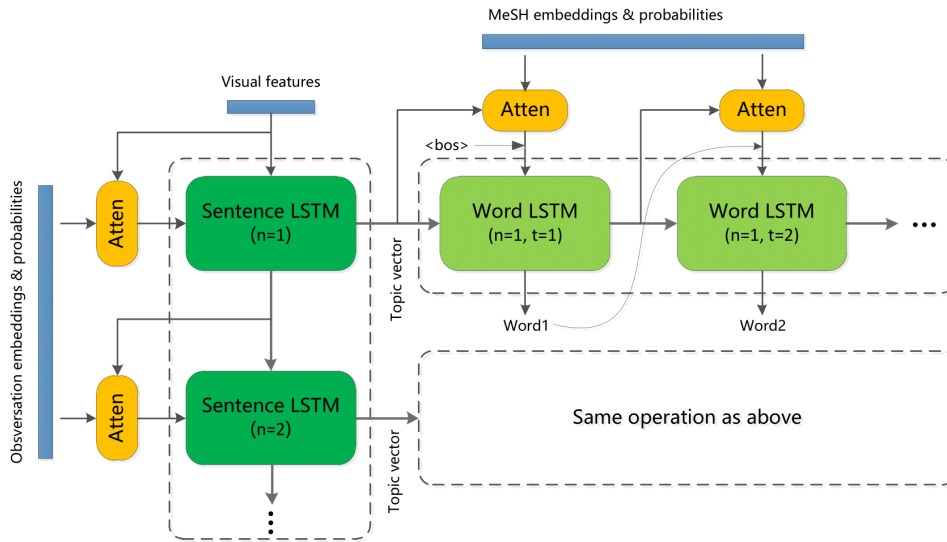 MeSH embeddings & probabilities
Visual features
Atten
Atten
<bos>
Obsversation embeddings & probabilities
Atten
Sentence LSTM
(n=1)
Topic vector
Word LSTM
(n=1, t=1)
Word LSTM
(n=1, t=2)
...
Word1
Word2
Atten
Sentence LSTM
(n=2)
Topic vector
Same operation as above
...